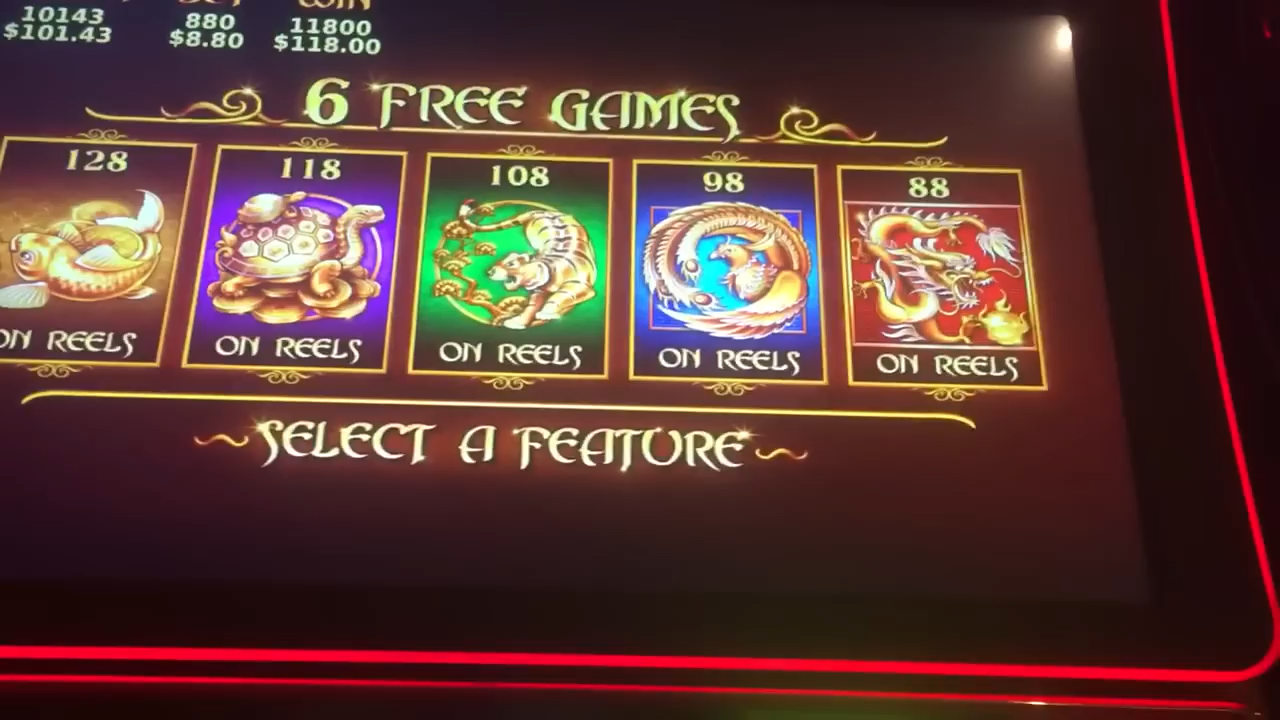 WIN
10143 880 11800
$101.43 $8.80 $118.00
6 FREE GAMES
128 118 108 98 88
ON REELS ON REELS ON REELS ON REELS ON REELS
~SELECT A FEATURE~